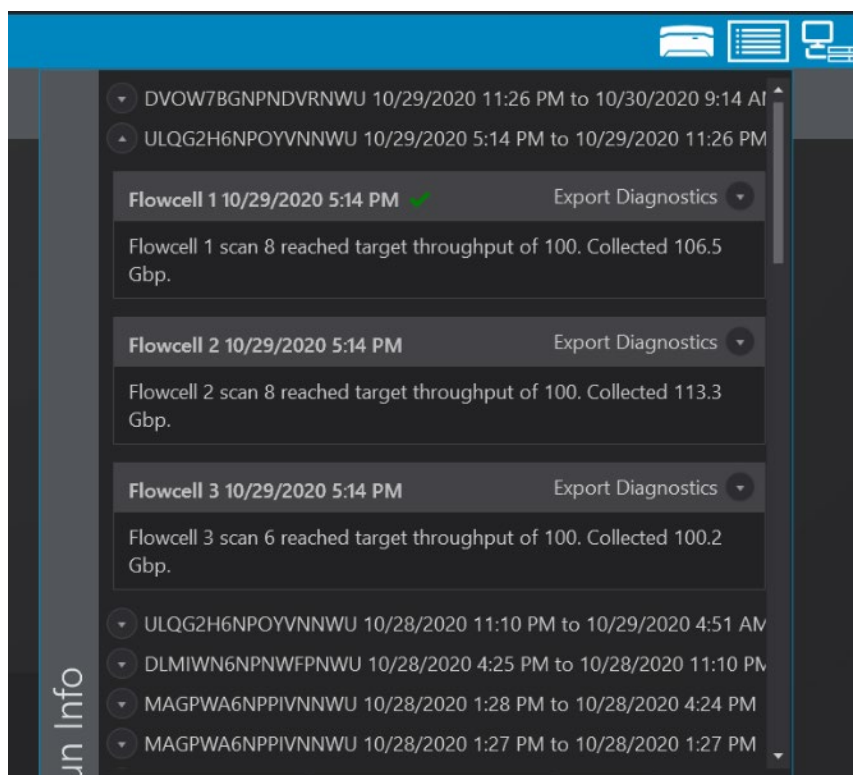 DVOW7BGNPNDVRNWU 10/29/2020 11:26 PM to 10/30/2020 9:14 AM
ULQG2H6NPOYVNNWU 10/29/2020 5:14 PM to 10/29/2020 11:26 PM
Flowcell 1 10/29/2020 5:14 PM Export Diagnostics
Flowcell 1 scan 8 reached target throughput of 100. Collected 106.5
Gbp.
Flowcell 2 10/29/2020 5:14 PM Export Diagnostics
Flowcell 2 scan 8 reached target throughput of 100. Collected 113.3
Gbp.
Flowcell 3 10/29/2020 5:14 PM Export Diagnostics
Flowcell 3 scan 6 reached target throughput of 100. Collected 100.2
Gbp.
ULQG2H6NPOYVNNWU 10/28/2020 11:10 PM to 10/29/2020 4:51 AM
DLMIWN6NPNWFPNWU 10/28/2020 4:25 PM to 10/28/2020 11:10 PM
MAGPWA6NPPIVNNWU 10/28/2020 1:28 PM to 10/28/2020 4:24 PM
MAGPWA6NPPIVNNWU 10/28/2020 1:27 PM to 10/28/2020 1:27 PM
un Info